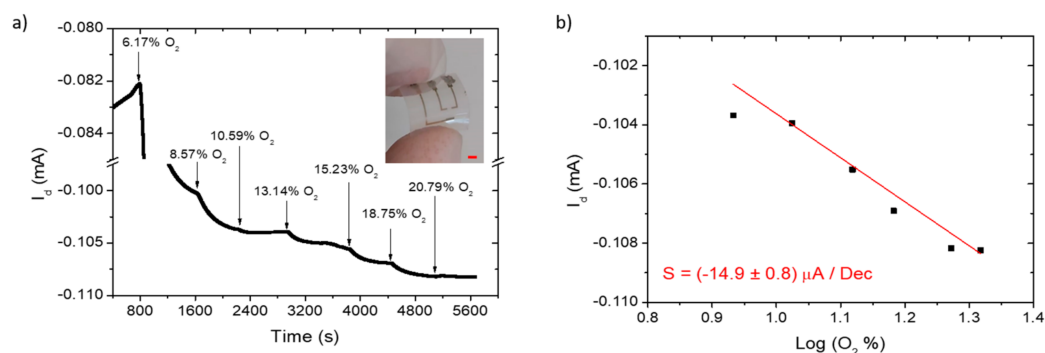 a)
-0.080
-0.082
-0.084
-0.100
-0.105
-0.110
I_d (mA)
6.17% O₂
8.57% O₂
10.59% O₂
13.14% O₂
15.23% O₂
18.75% O₂
20.79% O₂
800 1600 2400 3200 4000 4800 5600
Time (s)
b)
-0.102
-0.104
-0.106
-0.108
-0.110
I_d (mA)
S = (-14.9 ± 0.8) μA / Dec
0.8 0.9 1.0 1.1 1.2 1.3 1.4
Log (O₂ %)